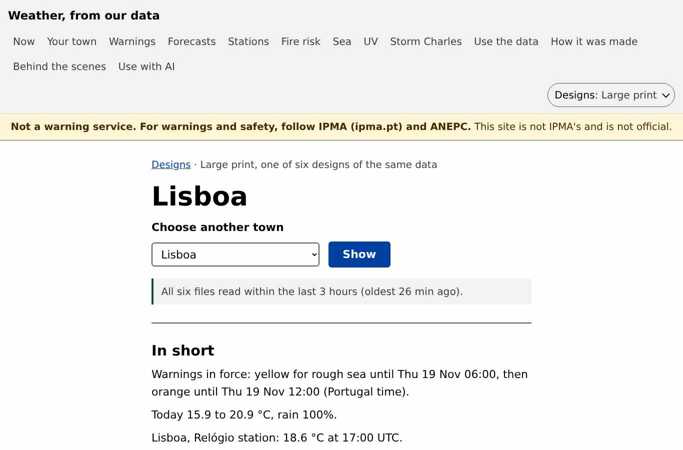 Weather, from our data
Now Your town Warnings Forecasts Stations Fire risk Sea UV Storm Charles Use the data How it was made
Behind the scenes Use with AI
Designs: Large print
Not a warning service. For warnings and safety, follow IPMA (ipma.pt) and ANEPC. This site is not IPMA's and is not official.
Designs · Large print, one of six designs of the same data
Lisboa
Choose another town
Lisboa Show
All six files read within the last 3 hours (oldest 26 min ago).
In short
Warnings in force: yellow for rough sea until Thu 19 Nov 06:00, then
orange until Thu 19 Nov 12:00 (Portugal time).
Today 15.9 to 20.9 °C, rain 100%.
Lisboa, Relógio station: 18.6 °C at 17:00 UTC.